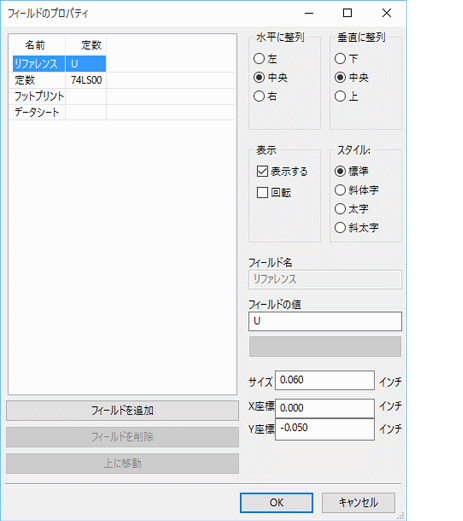 フィールドのプロパティ
名前 定数
リファレンス U
定数 74LS00
フットプリント
データシート
フィールドを追加
フィールドを削除
上に移動
水平に整列
左
中央
右
垂直に整列
下
中央
上
表示
表示する
回転
スタイル:
標準
斜体字
太字
斜太字
フィールド名
リファレンス
フィールドの値
U
サイズ 0.060 インチ
X座標 0.000 インチ
Y座標 -0.050 インチ
OK キャンセル